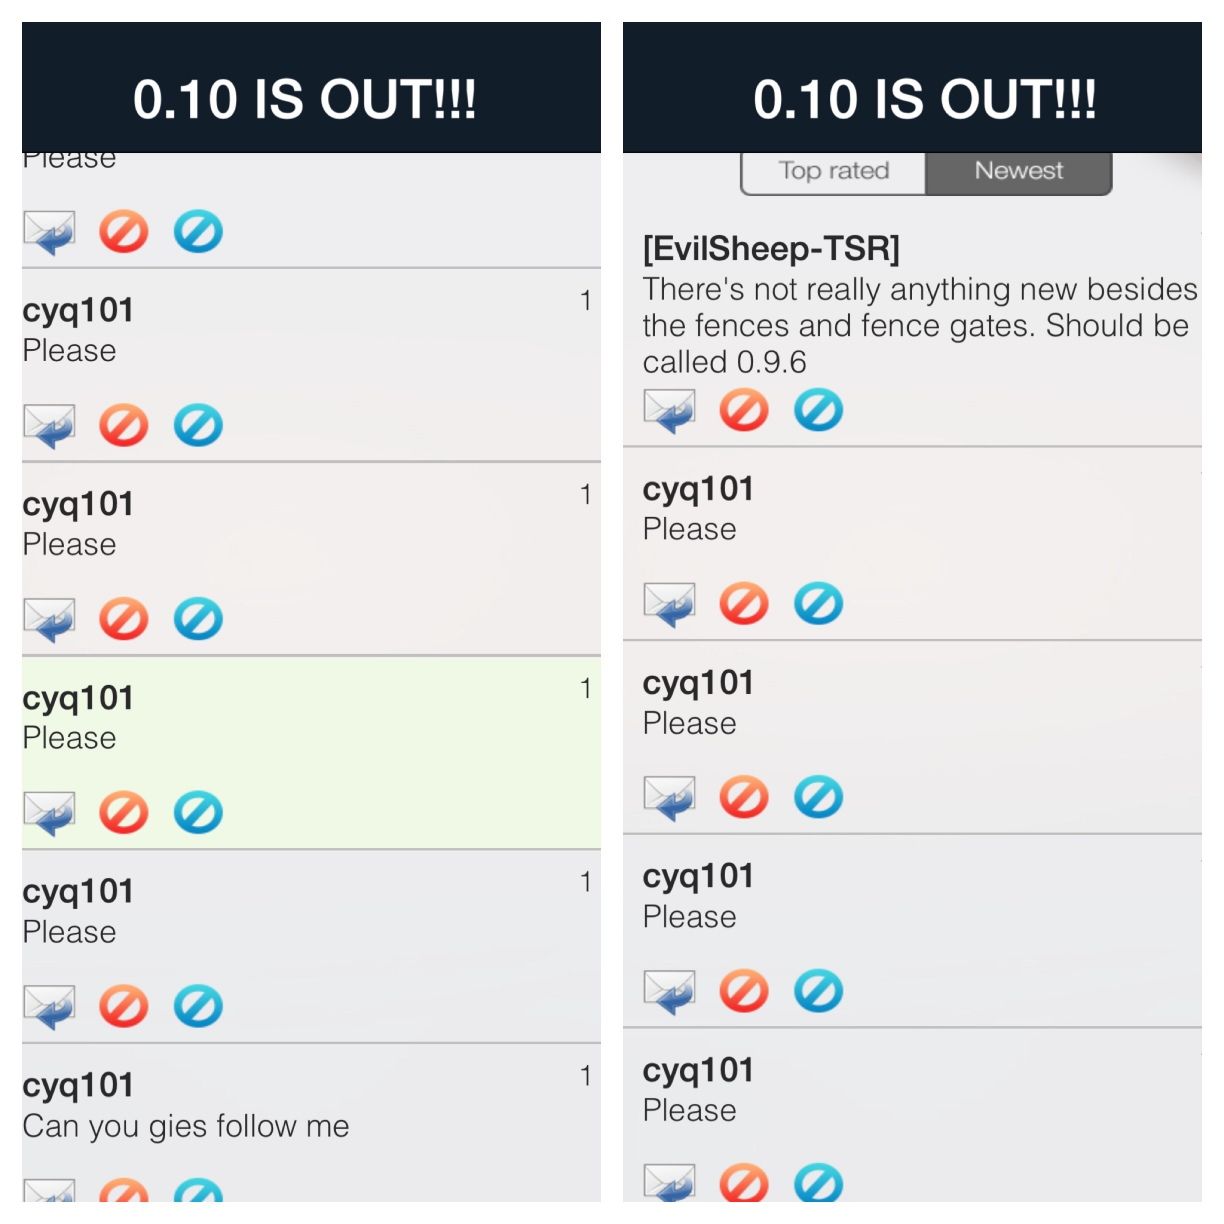 0.10 IS OUT!!!
Please
cyq101
1
Please
cyq101
1
Please
cyq101
1
Please
cyq101
1
Please
cyq101
1
Can you gies follow me
0.10 IS OUT!!!
Top rated
Newest
[EvilSheep-TSR]
There's not really anything new besides
the fences and fence gates. Should be
called 0.9.6
cyq101
Please
cyq101
Please
cyq101
Please
cyq101
Please